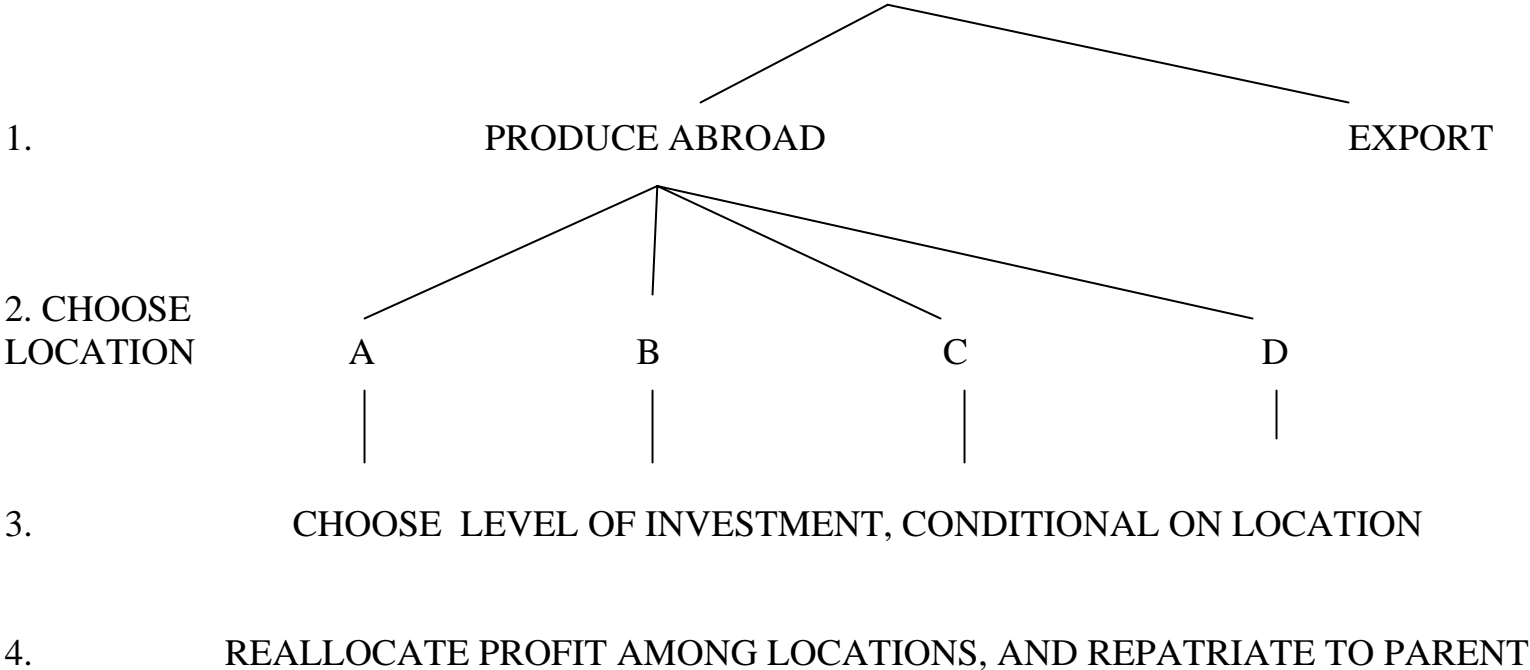 1. PRODUCE ABROAD EXPORT
2. CHOOSE
LOCATION A B C D
3. CHOOSE LEVEL OF INVESTMENT, CONDITIONAL ON LOCATION
4. REALLOCATE PROFIT AMONG LOCATIONS, AND REPATRIATE TO PARENT